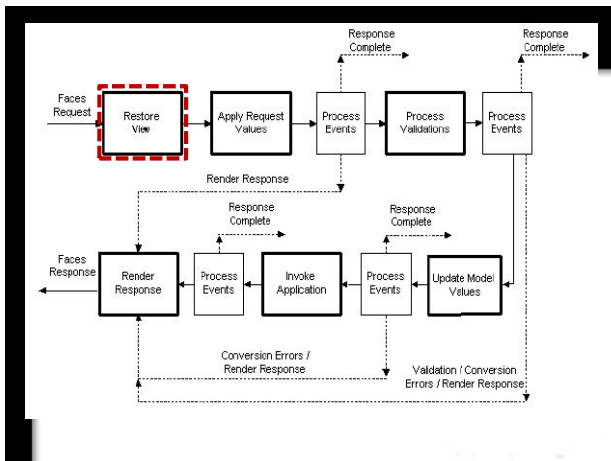 Response
Complete
Response
Complete
Faces
Request
Restore
View
Apply Request
Values
Process
Events
Process
Validations
Process
Events
Render Response
Response
Complete
Response
Complete
Faces
Response
Render
Response
Process
Events
Invoke
Application
Process
Events
Update Model
Values
Conversion Errors /
Render Response
Validation / Conversion
Errors / Render Response